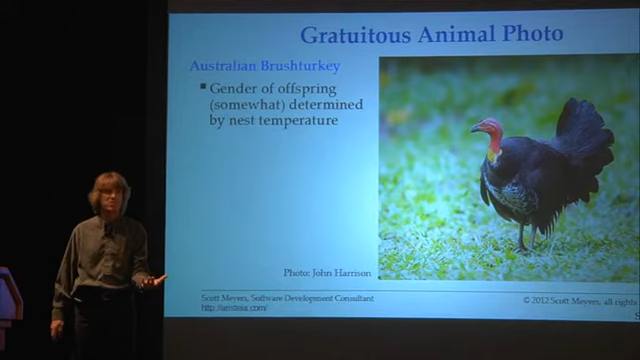 Gratuitous Animal Photo
Australian Brushturkey
Gender of offspring
(somewhat) determined
by nest temperature
Photo: John Harrison
Scott Meyers, Software Development Consultant
© 2012 Scott Meyers, all rights
http://aristeia.com/